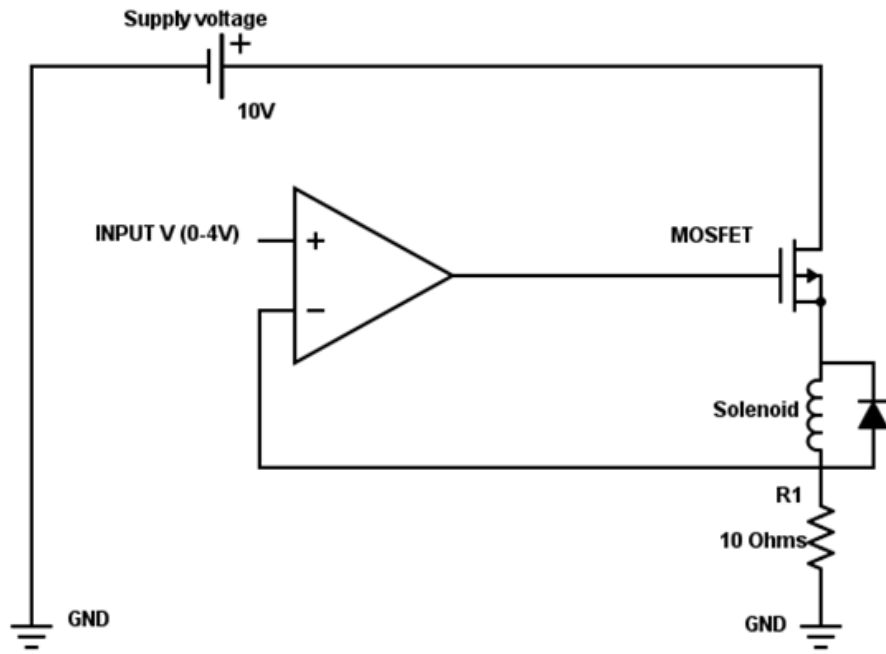 Supply voltage
+
10V
INPUT V (0-4V)
+
−
MOSFET
Solenoid
R1
10 Ohms
GND
GND